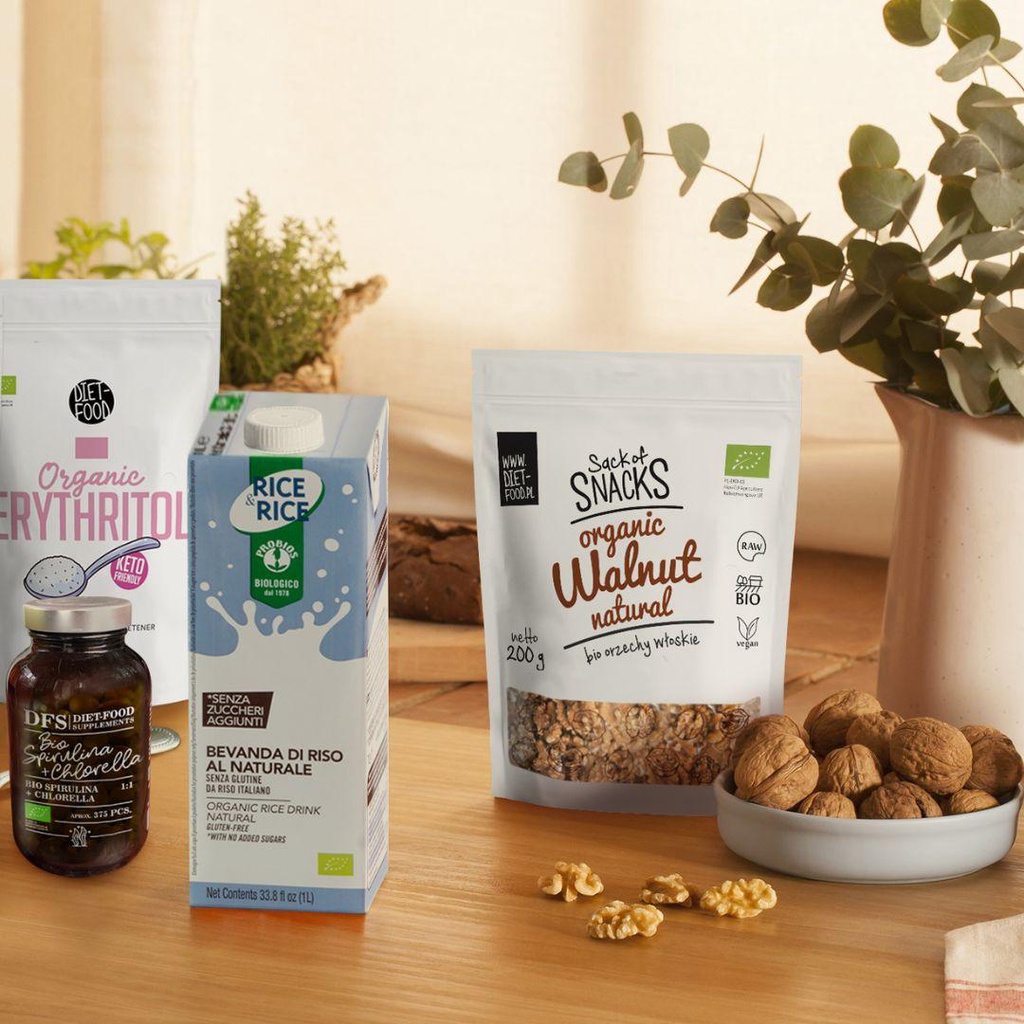 DIET-
FOOD
Organic
ERYTHRITOL
KETO
FRIENDLY
DFS DIET-FOOD
SUPPLEMENTS
Bio
Spirulina
+Chlorella
BIO SPIRULINA
+ CHLORELLA
1:1
APROX. 375 PCS.
RICE
&
RICE
PROBIOS
BIOLOGICO
dal 1978
*SENZA
ZUCCHERI
AGGIUNTI
BEVANDA DI RISO
AL NATURALE
SENZA GLUTINE
DA RISO ITALIANO
ORGANIC RICE DRINK
NATURAL
GLUTEN-FREE
*WITH NO ADDED SUGARS
Net Contents 33.8 fl oz (1L)
WWW.
DIET-
FOOD.PL
Sack of
SNACKS
organic
Walnut
natural
bio orzechy włoskie
netto
200 g
RAW
BIO
vegan